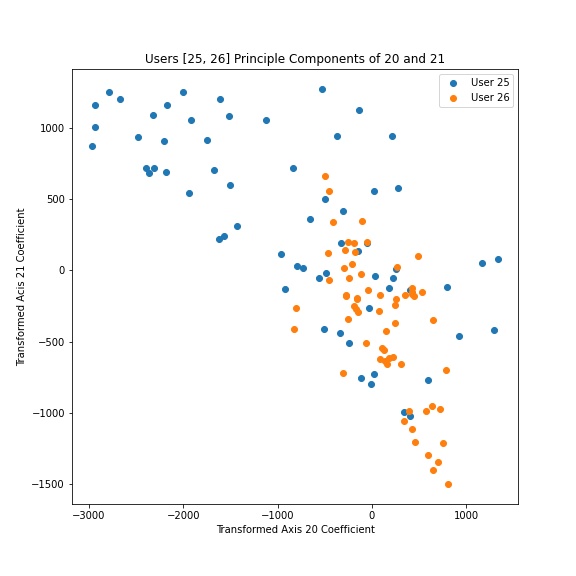 Users [25, 26] Principle Components of 20 and 21
User 25
User 26
Transformed Acis 21 Coefficient
1000
500
0
−500
−1000
−1500
−3000 −2000 −1000 0 1000
Transformed Axis 20 Coefficient